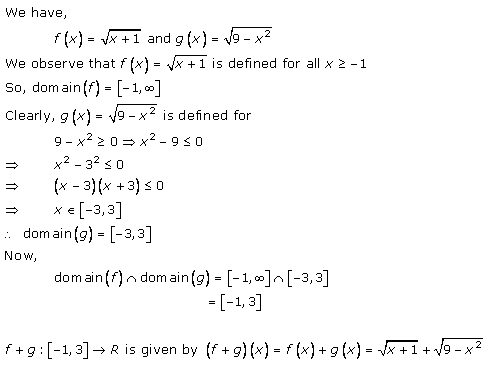 We have,
f(x) = √(x+1) and g(x) = √(9−x²)
We observe that f(x) = √(x+1) is defined for all x ≥ −1
So, domain(f) = [−1,∞]
Clearly, g(x) = √(9−x²) is defined for
9−x² ≥ 0 ⇒ x²−9 ≤ 0
⇒ x²−3² ≤ 0
⇒ (x−3)(x+3) ≤ 0
⇒ x ∈ [−3,3]
∴ domain(g) = [−3,3]
Now,
domain(f) ∩ domain(g) = [−1,∞] ∩ [−3,3]
= [−1,3]
f+g : [−1,3] → R is given by (f+g)(x) = f(x)+g(x) = √(x+1) + √(9−x²)